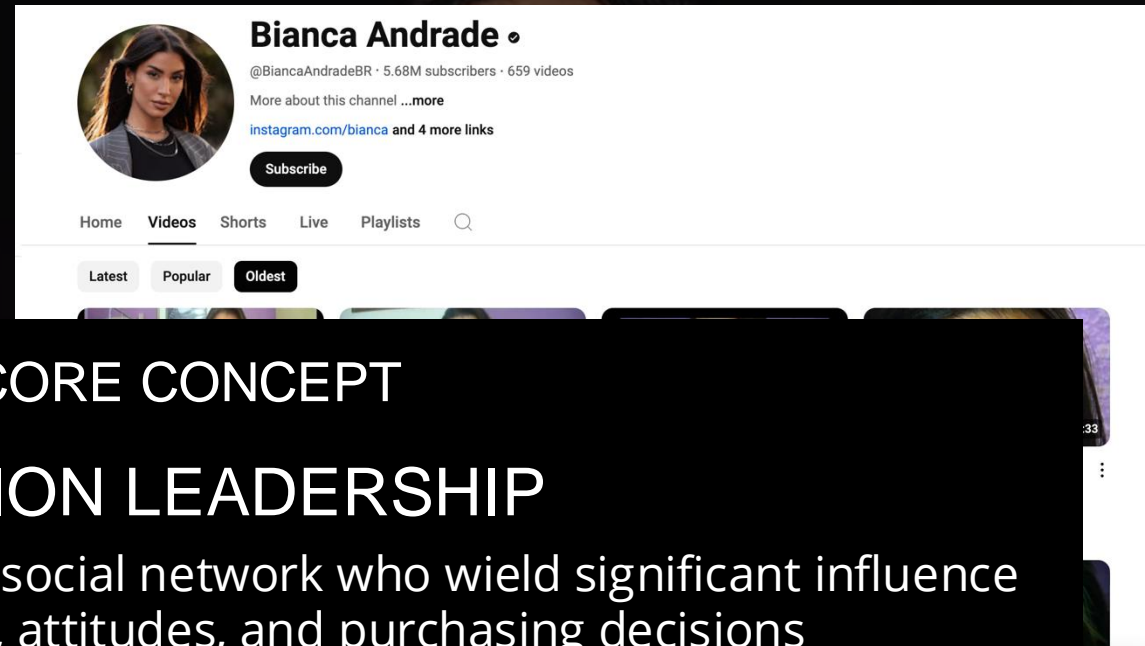 Bianca Andrade
@BiancaAndradeBR · 5.68M subscribers · 659 videos
More about this channel ...more
instagram.com/bianca and 4 more links
Subscribe
Home Videos Shorts Live Playlists
Latest Popular Oldest
CORE CONCEPT
:33
ION LEADERSHIP
social network who wield significant influence
, attitudes, and purchasing decisions